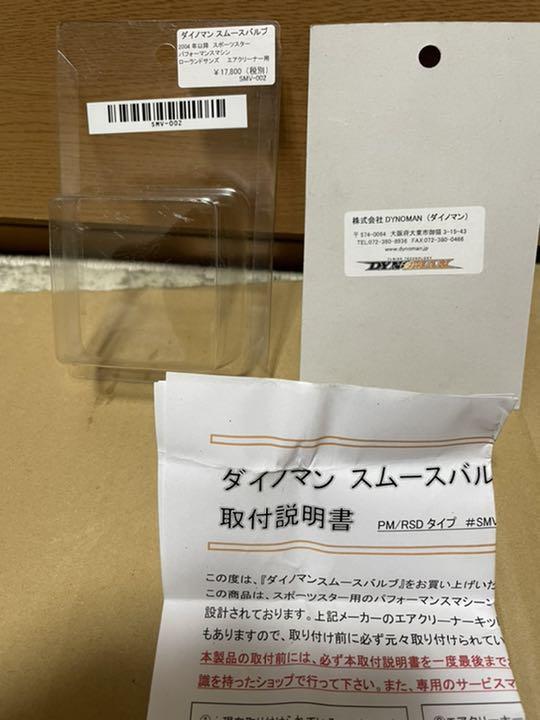 ダイノマン スムースバルブ
2004年以降 スポーツスター
パフォーマンスマシン
ローランドサンズ エアクリーナー用
¥17,800(税別)
SMV-002
SMV-002
株式会社 DYNOMAN(ダイノマン)
〒574-0064 大阪府大東市御領 3-15-43
TEL,072-380-8936 FAX:072-380-0466
www.dynoman.jp
DYNOMAN
ダイノマン スムースバル
取付説明書 PM/RSDタイプ #SMV
この度は、『ダイノマンスムースバルブ』をお買い上げいた
この商品は、スポーツスター用のパフォーマンスマシーン
設計されております。上記メーカーのエアクリーナーキッ
もありますので、取り付け前に必ず元々取り付けられてい
本製品の取付前には、必ず本取付説明書を一度最後まで
識を持ったショップで行って下さい。また、専用のサービスマ